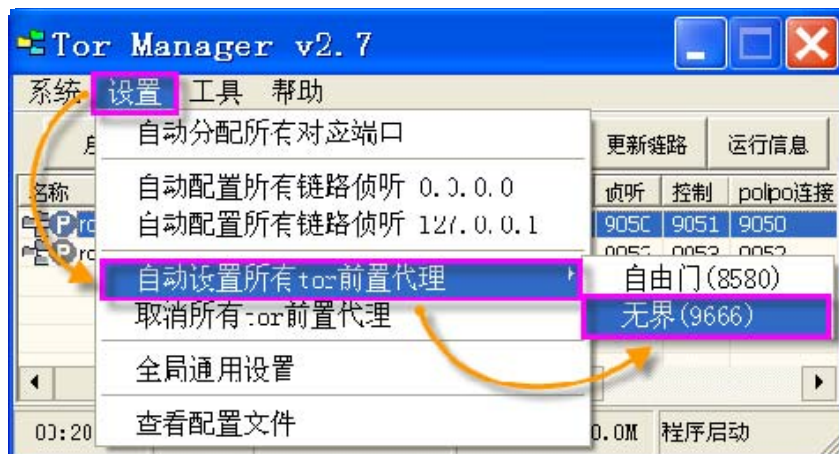 Tor Manager v2.7
系统 设置 工具 帮助
自动分配所有对应端口
更新链路 运行信息
自动配置所有链路侦听 0.0.0.0
自动配置所有链路侦听 127.0.0.1
名称 侦听 控制 polipo连接
9050 9051 9050
自动设置所有tor前置代理
自由门(8580)
取消所有tor前置代理
无界(9666)
全局通用设置
查看配置文件
程序启动